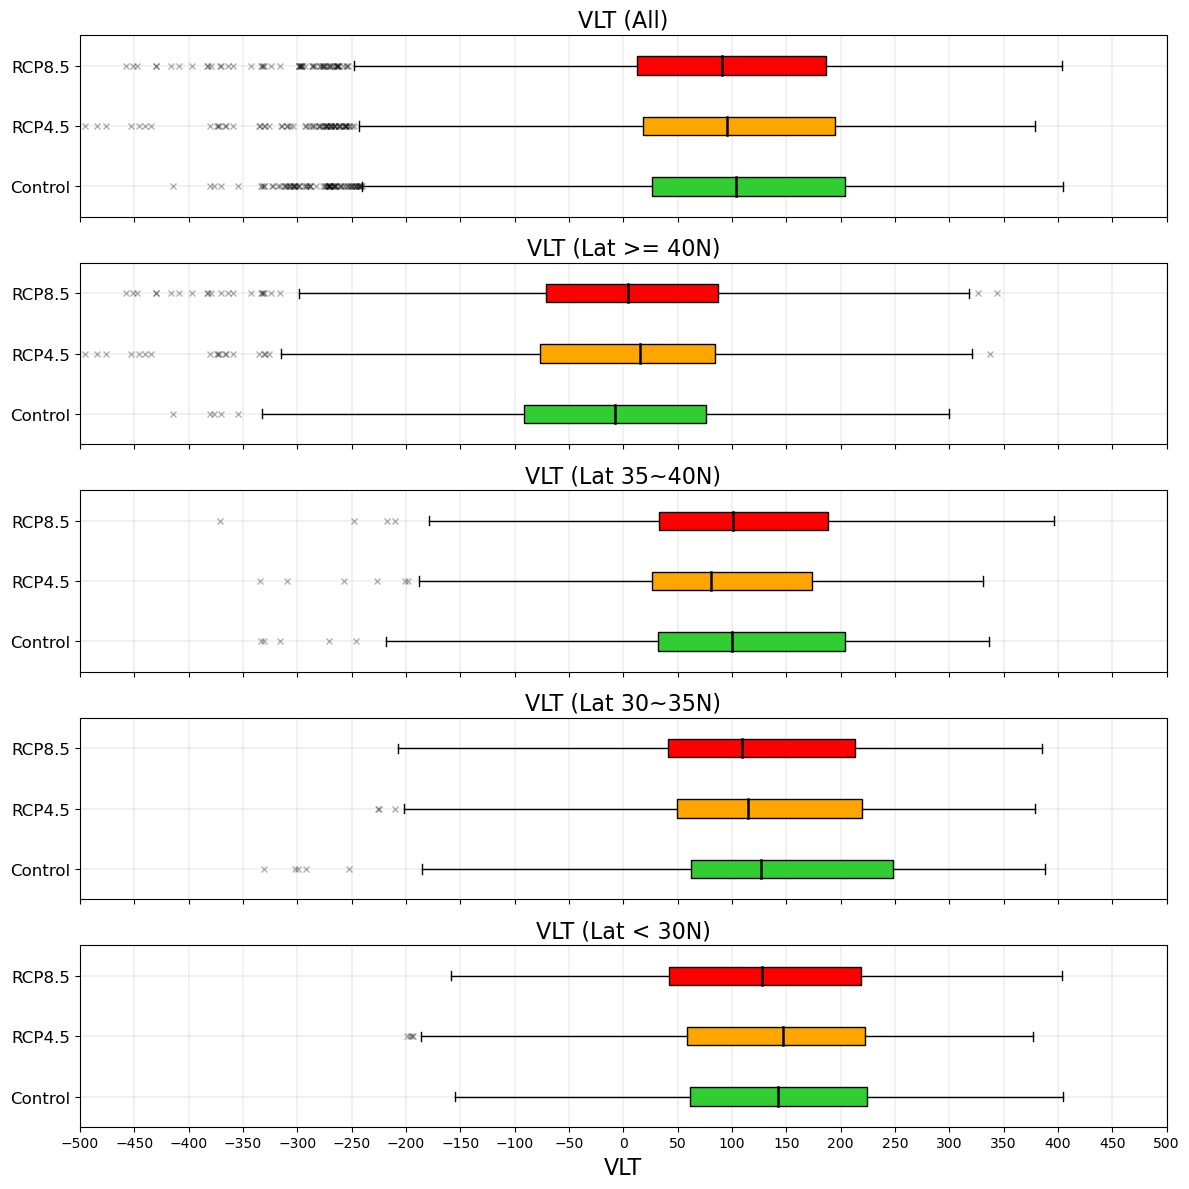 VLT (All)
RCP8.5
RCP4.5
Control
VLT (Lat >= 40N)
RCP8.5
RCP4.5
Control
VLT (Lat 35~40N)
RCP8.5
RCP4.5
Control
VLT (Lat 30~35N)
RCP8.5
RCP4.5
Control
VLT (Lat < 30N)
RCP8.5
RCP4.5
Control
−500 −450 −400 −350 −300 −250 −200 −150 −100 −50 0 50 100 150 200 250 300 350 400 450 500
VLT